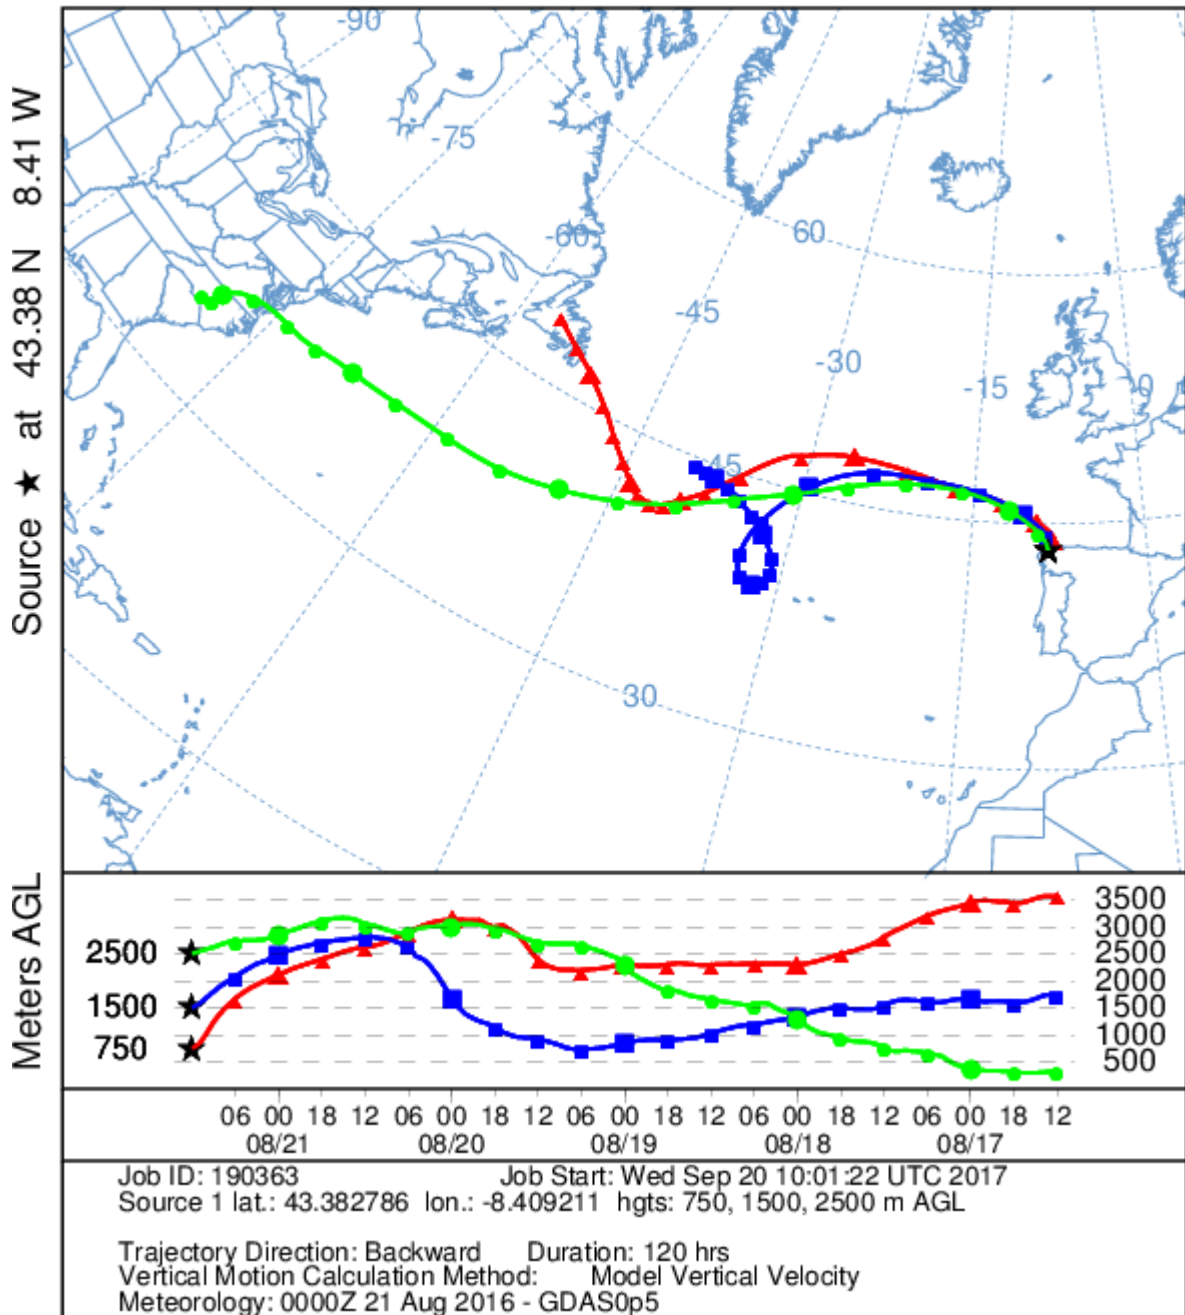 Source ★ at 43.38 N 8.41 W
-90
-75
-60
60
-45
-30
-15
0
45
30
Meters AGL
3500
3000
2500 2500
2000
1500 1500
1000
750 500
06 00 18 12 06 00 18 12 06 00 18 12 06 00 18 12 06 00 18 12
08/21 08/20 08/19 08/18 08/17
Job ID: 190363 Job Start: Wed Sep 20 10:01:22 UTC 2017
Source 1 lat.: 43.382786 lon.: -8.409211 hgts: 750, 1500, 2500 m AGL
Trajectory Direction: Backward Duration: 120 hrs
Vertical Motion Calculation Method: Model Vertical Velocity
Meteorology: 0000Z 21 Aug 2016 - GDAS0p5